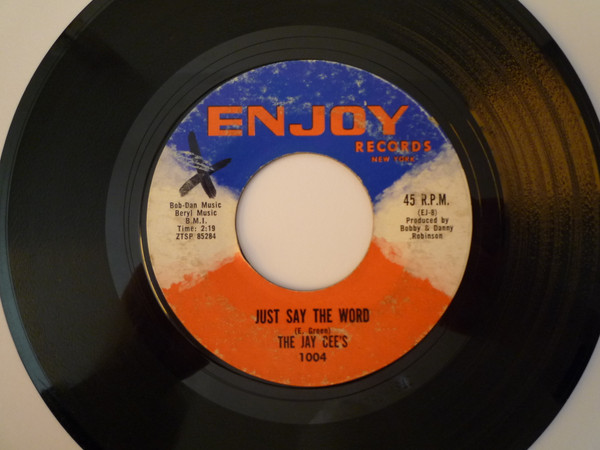 ENJOY
RECORDS
NEW YORK
Bob-Dan Music
Beryl Music
B.M.I.
Time: 2:19
ZTSP 85284
45 R.P.M.
(EJ-8)
Produced by
Bobby & Danny
Robinson
JUST SAY THE WORD
(E. Green)
THE JAY CEE'S
1004